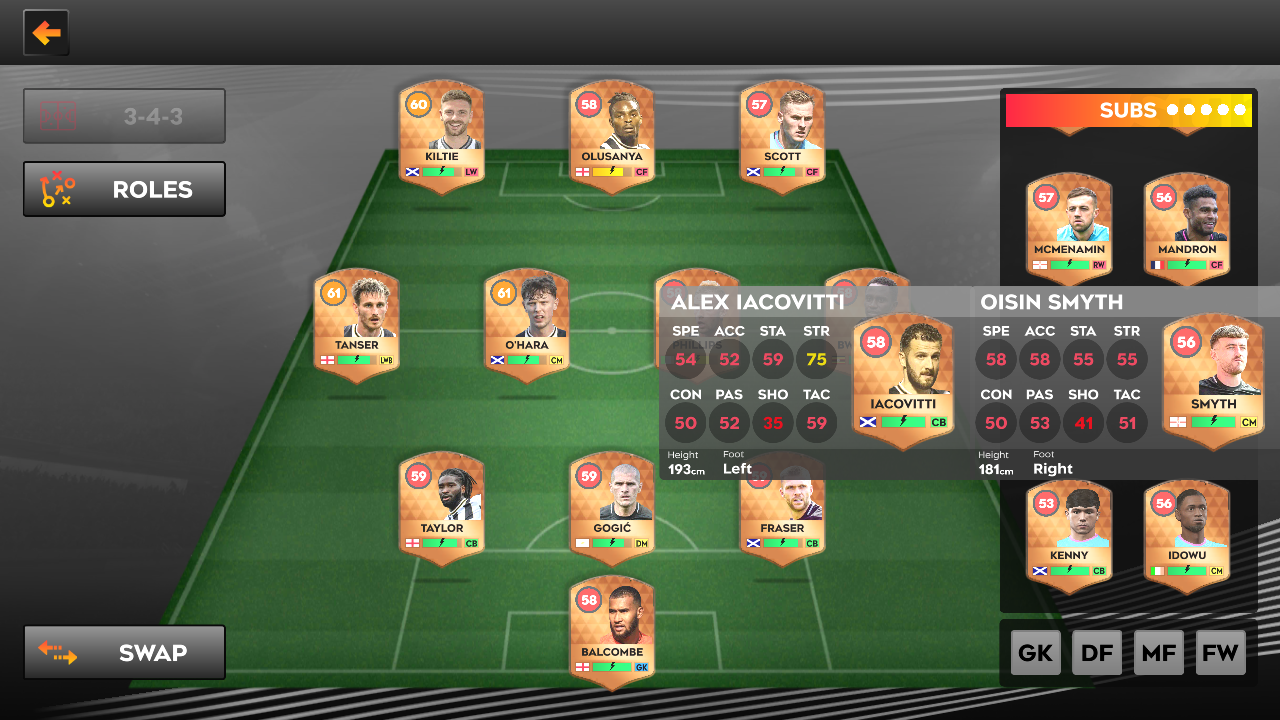 SUBS
3-4-3
ROLES
60
KILTIE
LW
58
OLUSANYA
CF
57
SCOTT
CF
57
MCMENAMIN
RW
56
MANDRON
CF
61
TANSER
LWB
61
O'HARA
CM
PHILLIPS
ALEX IACOVITTI
SPE ACC STA STR
54 52 59 75
CON PAS SHO TAC
50 52 35 59
Height Foot
193cm Left
58
IACOVITTI
CB
OISIN SMYTH
SPE ACC STA STR
58 58 55 55
CON PAS SHO TAC
50 53 41 51
Height Foot
181cm Right
56
SMYTH
CM
59
TAYLOR
CB
59
GOGIĆ
DM
FRASER
CB
53
KENNY
CB
56
IDOWU
CM
58
BALCOMBE
GK
SWAP
GK DF MF FW